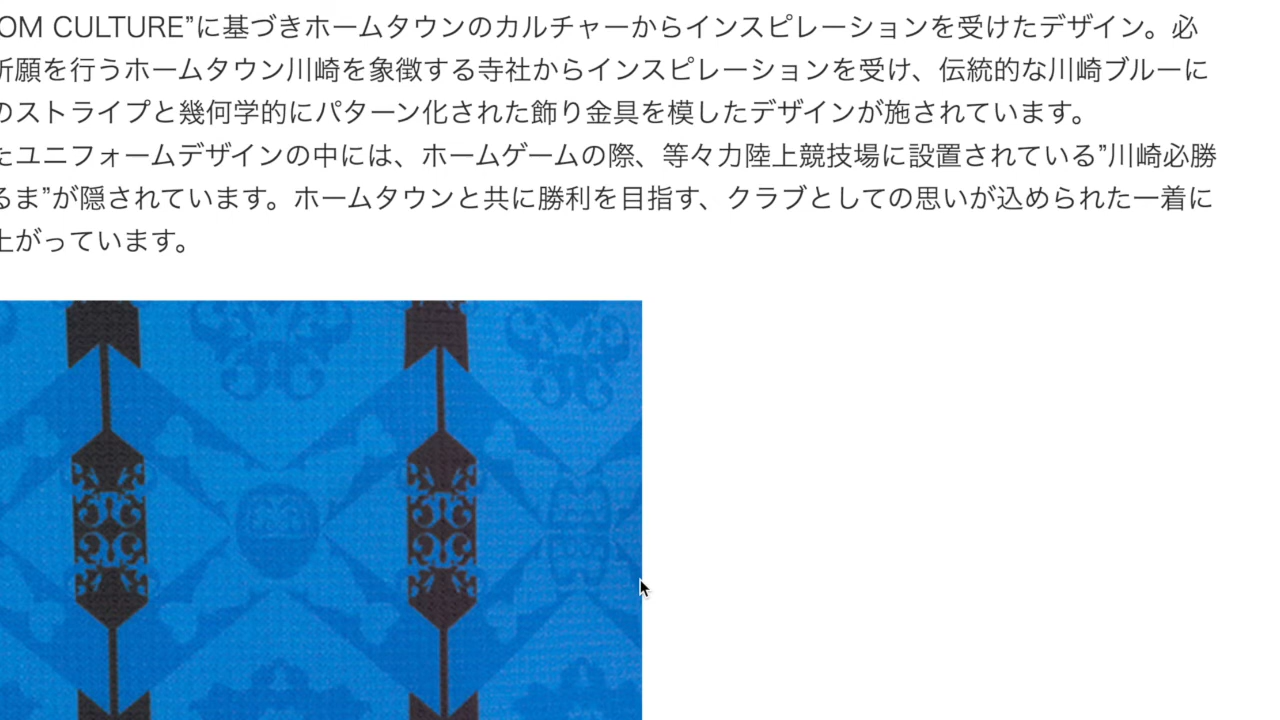 OM CULTURE”に基づきホームタウンのカルチャーからインスピレーションを受けたデザイン。必
祈願を行うホームタウン川崎を象徴する寺社からインスピレーションを受け、伝統的な川崎ブルーに
のストライプと幾何学的にパターン化された飾り金具を模したデザインが施されています。
たユニフォームデザインの中には、ホームゲームの際、等々力陸上競技場に設置されている”川崎必勝
るま”が隠されています。ホームタウンと共に勝利を目指す、クラブとしての思いが込められた一着に
上がっています。